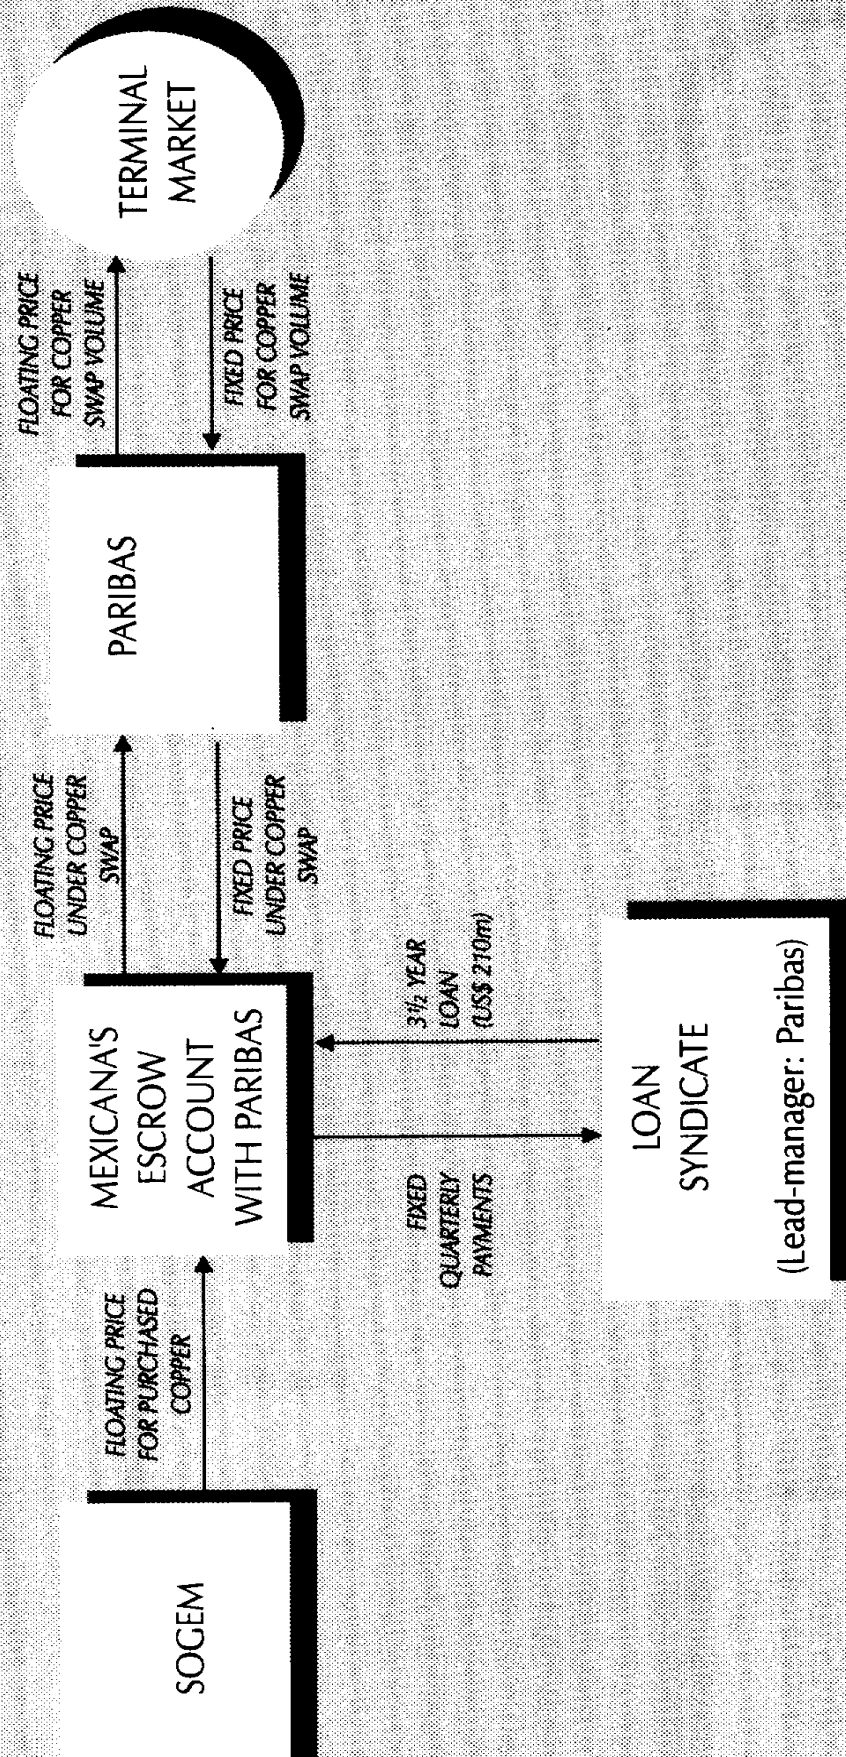 SOGEM
FLOATING PRICE
FOR PURCHASED
COPPER
MEXICANA'S
ESCROW
ACCOUNT
WITH PARIBAS
FLOATING PRICE
UNDER COPPER
SWAP
FIXED PRICE
UNDER COPPER
SWAP
PARIBAS
FLOATING PRICE
FOR COPPER
SWAP VOLUME
FIXED PRICE
FOR COPPER
SWAP VOLUME
TERMINAL
MARKET
FIXED
QUARTERLY
PAYMENTS
3½ YEAR
LOAN
(US$ 210m)
LOAN
SYNDICATE
(Lead-manager: Paribas)